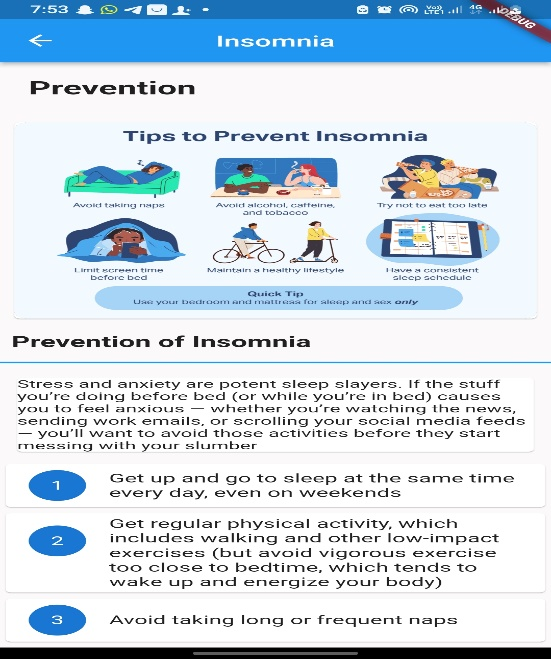 7:53
VoD
LTE1
4G
DEBUG
Insomnia
Prevention
Tips to Prevent Insomnia
Avoid taking naps
Avoid alcohol, caffeine,
and tobacco
Try not to eat too late
Limit screen time
before bed
Maintain a healthy lifestyle
Have a consistent
sleep schedule
Quick Tip
Use your bedroom and mattress for sleep and sex only
Prevention of Insomnia
Stress and anxiety are potent sleep slayers. If the stuff
you're doing before bed (or while you're in bed) causes
you to feel anxious — whether you're watching the news,
sending work emails, or scrolling your social media feeds
— you'll want to avoid those activities before they start
messing with your slumber
1 Get up and go to sleep at the same time
every day, even on weekends
2 Get regular physical activity, which
includes walking and other low-impact
exercises (but avoid vigorous exercise
too close to bedtime, which tends to
wake up and energize your body)
3 Avoid taking long or frequent naps